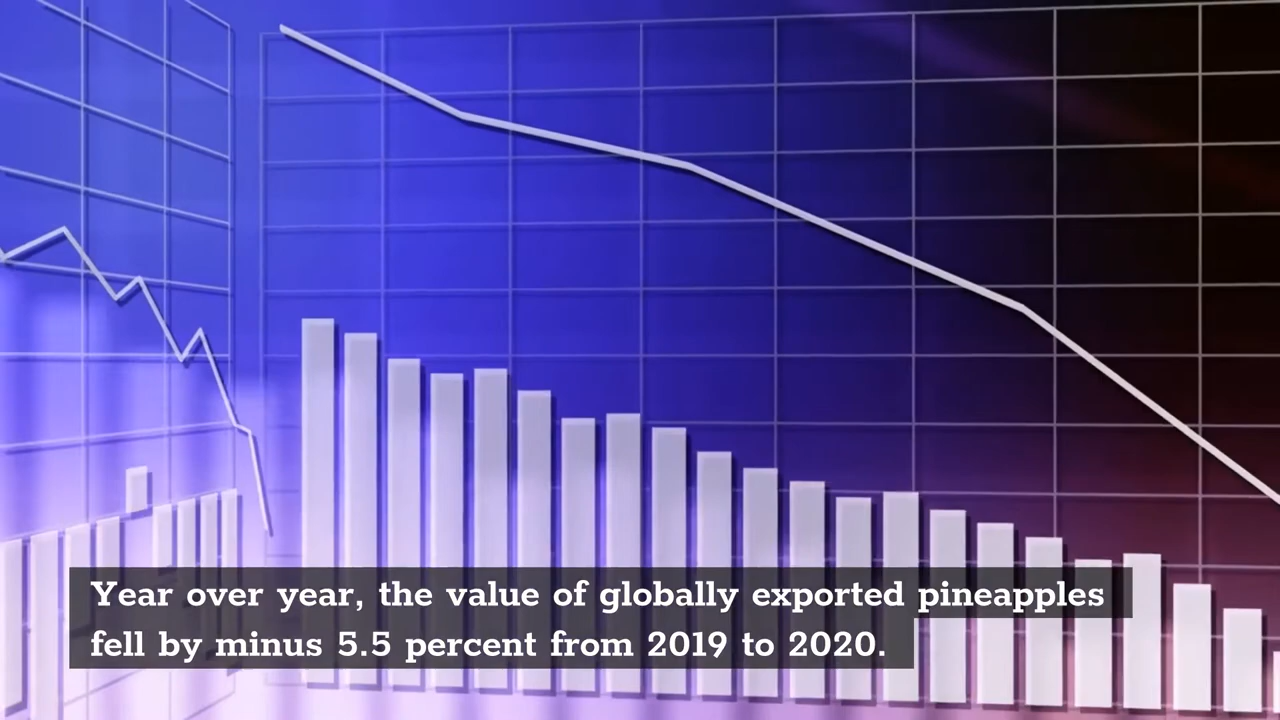 Year over year, the value of globally exported pineapples
fell by minus 5.5 percent from 2019 to 2020.